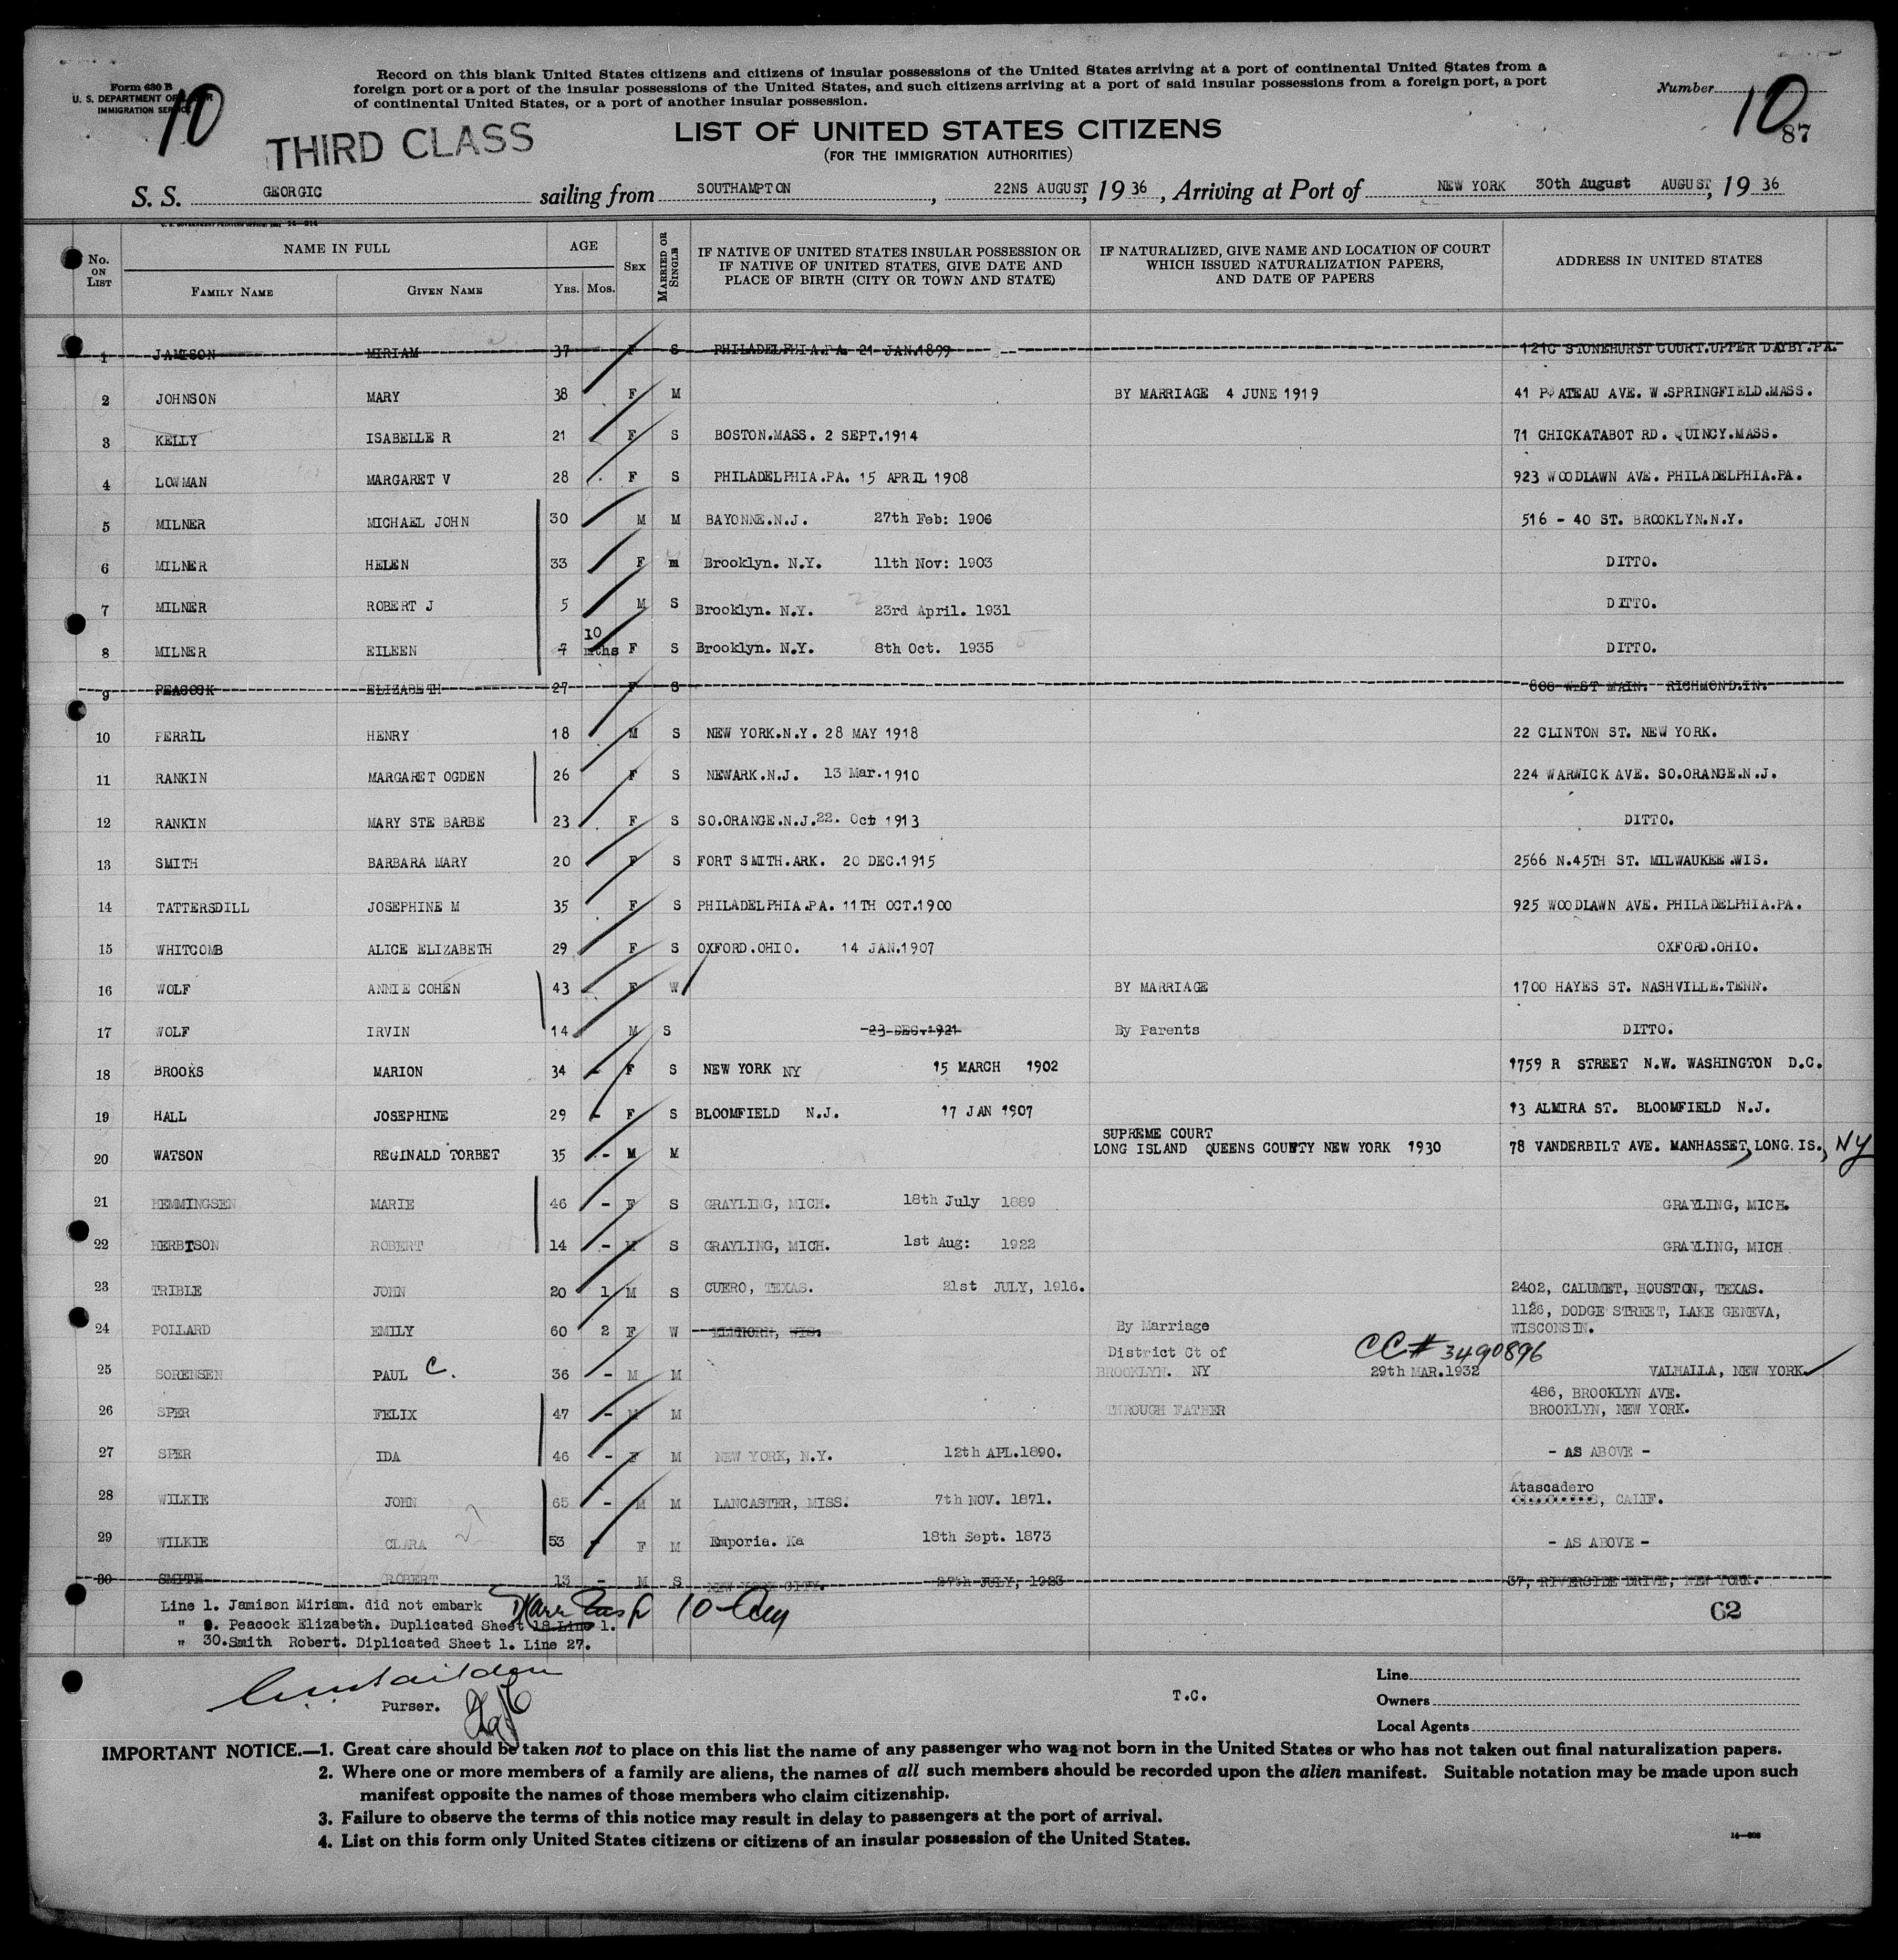 Form 630 B
U. S. DEPARTMENT OF LABOR
IMMIGRATION SERVICE
10
THIRD CLASS
Record on this blank United States citizens and citizens of insular possessions of the United States arriving at a port of continental United States from a
foreign port or a port of the insular possessions of the United States, and such citizens arriving at a port of said insular possessions from a foreign port, a port
of continental United States, or a port of another insular possession.
Number 10
87
LIST OF UNITED STATES CITIZENS
(FOR THE IMMIGRATION AUTHORITIES)
S. S. GEORGIC sailing from SOUTHAMPTON, 22NS AUGUST, 19 36, Arriving at Port of NEW YORK 30th August AUGUST, 19 36
No. ON LIST NAME IN FULL FAMILY NAME GIVEN NAME AGE YRS. MOS. SEX MARRIED OR SINGLE IF NATIVE OF UNITED STATES INSULAR POSSESSION OR IF NATIVE OF UNITED STATES, GIVE DATE AND PLACE OF BIRTH (CITY OR TOWN AND STATE) IF NATURALIZED, GIVE NAME AND LOCATION OF COURT WHICH ISSUED NATURALIZATION PAPERS, AND DATE OF PAPERS ADDRESS IN UNITED STATES
1 JAMISON MIRIAM 37 F S PHILADELPHIA.PA. 21 JAN.1899 121C STONEHURST COURT.UPPER DAYBY.PA.
2 JOHNSON MARY 38 F M BY MARRIAGE 4 JUNE 1919 41 P ATEAU AVE. W.SPRINGFIELD.MASS.
3 KELLY ISABELLE R 21 F S BOSTON.MASS. 2 SEPT.1914 71 CHICKATABOT RD. QUINCY.MASS.
4 LOWMAN MARGARET V 28 F S PHILADELPHIA.PA. 15 APRIL 1908 923 WOODLAWN AVE. PHILADELPHIA.PA.
5 MILNER MICHAEL JOHN 30 M M BAYONNE.N.J. 27th Feb: 1906 516 - 40 ST. BROOKLYN.N.Y.
6 MILNER HELEN 33 F m Brooklyn. N.Y. 11th Nov: 1903 DITTO.
7 MILNER ROBERT J 5 M S Brooklyn. N.Y. 23rd April. 1931 DITTO.
8 MILNER EILEEN 7 10 mths F S Brooklyn. N.Y. 8th Oct. 1935 DITTO.
9 PEACOCK ELIZABETH 27 F S 800 WEST MAIN. RICHMOND.IN.
10 PERRIL HENRY 18 M S NEW YORK.N.Y. 28 MAY 1918 22 CLINTON ST. NEW YORK.
11 RANKIN MARGARET OGDEN 26 F S NEWARK.N.J. 13 Mar.1910 224 WARWICK AVE. SO.ORANGE.N.J.
12 RANKIN MARY STE BARBE 23 F S SO.ORANGE.N.J.22. Oct 1913 DITTO.
13 SMITH BARBARA MARY 20 F S FORT SMITH.ARK. 20 DEC.1915 2566 N.45TH ST. MILWAUKEE.WIS.
14 TATTERSDILL JOSEPHINE M 35 F S PHILADELPHIA.PA. 11TH OCT.1900 925 WOODLAWN AVE. PHILADELPHIA.PA.
15 WHITCOMB ALICE ELIZABETH 29 F S OXFORD.OHIO. 14 JAN.1907 OXFORD.OHIO.
16 WOLF ANNIE COHEN 43 F W BY MARRIAGE 1700 HAYES ST. NASHVILLE.TENN.
17 WOLF IRVIN 14 M S 23 DEC.1921 By Parents DITTO.
18 BROOKS MARION 34 - F S NEW YORK NY 15 MARCH 1902 1759 R STREET N.W. WASHINGTON D.C.
19 HALL JOSEPHINE 29 - F S BLOOMFIELD N.J. 17 JAN 1907 13 ALMIRA ST. BLOOMFIELD N.J.
20 WATSON REGINALD TORBET 35 - M M SUPREME COURT LONG ISLAND QUEENS COUNTY NEW YORK 1930 78 VANDERBILT AVE. MANHASSET, LONG.IS., NY
21 HEMMINGSEN MARIE 46 - F S GRAYLING, MICH. 18th July 1889 GRAYLING, MICH.
22 HERBTSON ROBERT 14 - M S GRAYLING, MICH. 1st Aug: 1922 GRAYLING, MICH
23 TRIBLE JOHN 20 1 M S CUERO, TEXAS. 21st JULY, 1916. 2402, CALUMET, HOUSTON, TEXAS.
24 POLLARD EMILY 60 2 F W ELKHORN, WIS. By Marriage 1126, DODGE STREET, LAKE GENEVA, WISCONSIN.
25 SORENSEN PAUL C. 36 - M M District Ct of BROOKLYN. NY 29th MAR.1932 CC# 3490896 VALHALLA, NEW YORK.
26 SPER FELIX 47 - M M THROUGH FATHER 486, BROOKLYN AVE. BROOKLYN, NEW YORK.
27 SPER IDA 46 - F M NEW YORK, N.Y. 12th APL.1890. - AS ABOVE -
28 WILKIE JOHN 65 - M M LANCASTER, MISS. 7th NOV. 1871. Atascadero, CALIF.
29 WILKIE CLARA 53 - F M Emporia. Ka 18th Sept. 1873 - AS ABOVE -
30 SMITH ROBERT 13 - M S NEW YORK CITY. 27th JULY, 1923 37, RIVERSIDE DRIVE, NEW YORK.
Line 1. Jamison Miriam. did not embark
" 9. Peacock Elizabeth. Duplicated Sheet 18 Line 1.
" 30.Smith Robert. Diplicated Sheet 1. Line 27.
62
Purser.
T.C.
Line
Owners
Local Agents
IMPORTANT NOTICE.—1. Great care should be taken not to place on this list the name of any passenger who was not born in the United States or who has not taken out final naturalization papers.
2. Where one or more members of a family are aliens, the names of all such members should be recorded upon the alien manifest. Suitable notation may be made upon such
manifest opposite the names of those members who claim citizenship.
3. Failure to observe the terms of this notice may result in delay to passengers at the port of arrival.
4. List on this form only United States citizens or citizens of an insular possession of the United States.